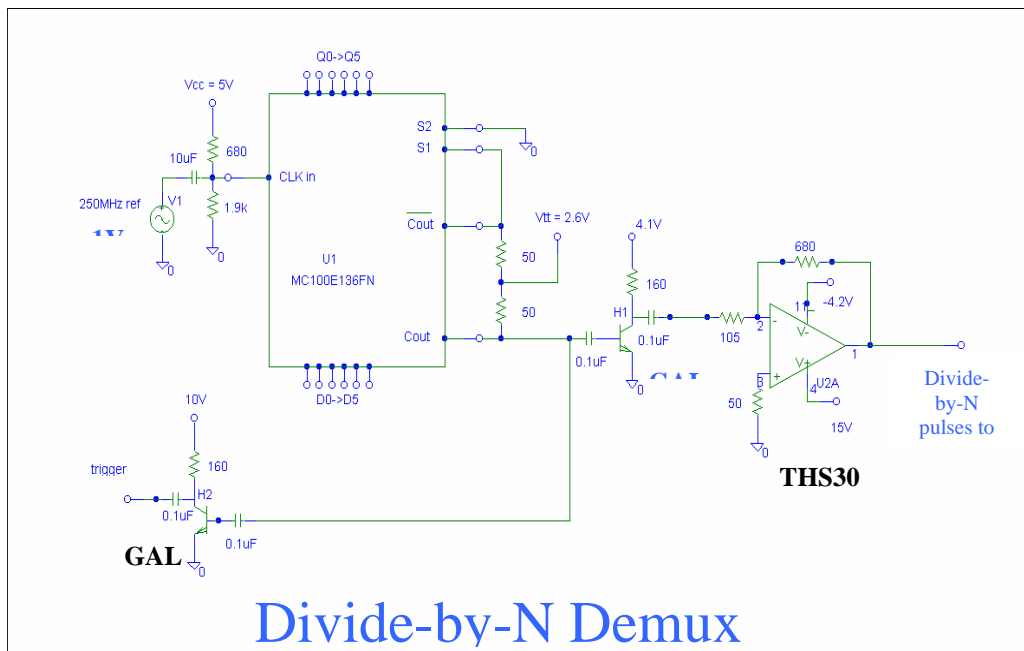 Q0->Q5
Vcc = 5V
680
10uF
CLK in
V1
250MHz ref
1.9k
0
0
S2
S1
0
Cout
Vtt = 2.6V
50
50
Cout
U1
MC100E136FN
D0->D5
4.1V
160
H1
0.1uF
0.1uF
0
105
680
2
-
11
-4.2V
V-
V+
1
3
+
4
U2A
50
15V
0
Divide-
by-N
pulses to
THS30
10V
160
trigger
H2
0.1uF
0.1uF
GAL
0
Divide-by-N Demux